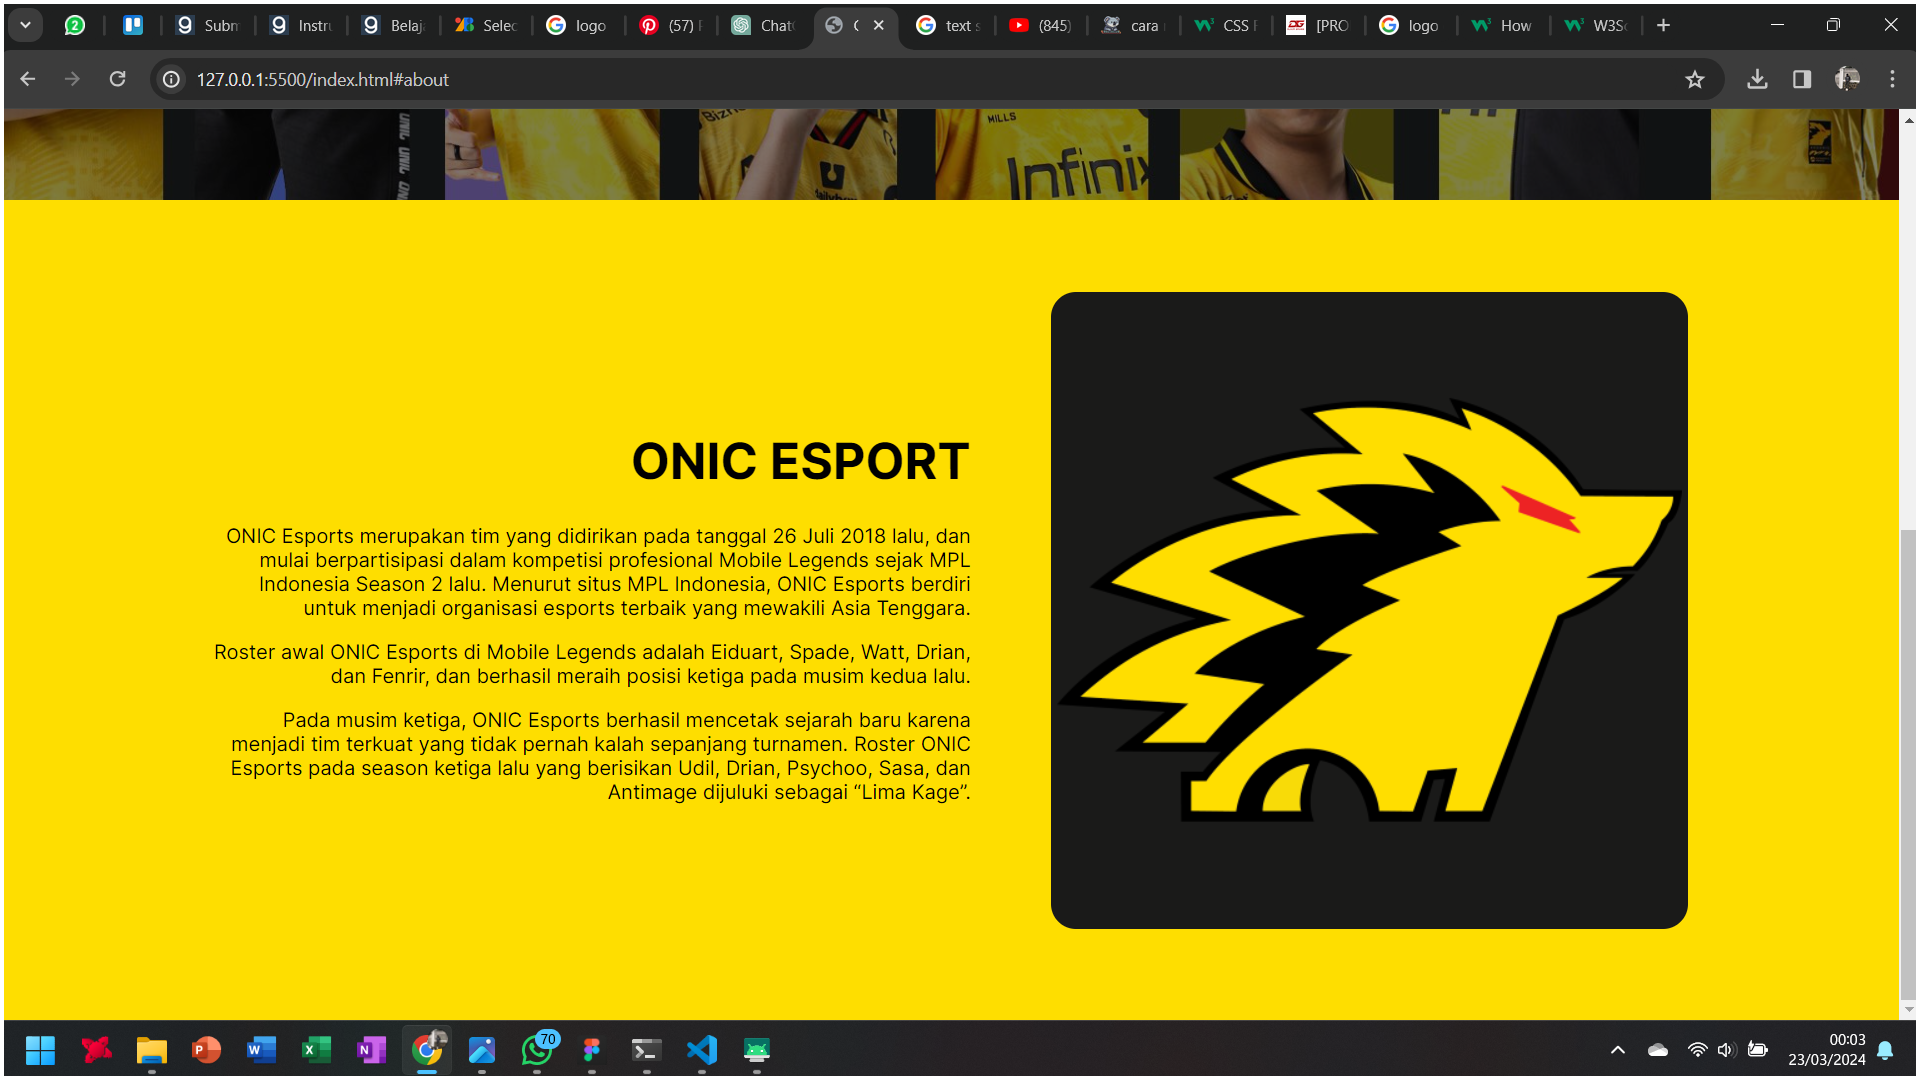 2
Subm
Instru
Belaj
Selec
logo
(57) P
Chat
text s
(845)
cara
CSS F
[PRO
logo
How
W3Sc
127.0.0.1:5500/index.html#about
MILLS
Infinix
ONIC ESPORT
ONIC Esports merupakan tim yang didirikan pada tanggal 26 Juli 2018 lalu, dan
mulai berpartisipasi dalam kompetisi profesional Mobile Legends sejak MPL
Indonesia Season 2 lalu. Menurut situs MPL Indonesia, ONIC Esports berdiri
untuk menjadi organisasi esports terbaik yang mewakili Asia Tenggara.
Roster awal ONIC Esports di Mobile Legends adalah Eiduart, Spade, Watt, Drian,
dan Fenrir, dan berhasil meraih posisi ketiga pada musim kedua lalu.
Pada musim ketiga, ONIC Esports berhasil mencetak sejarah baru karena
menjadi tim terkuat yang tidak pernah kalah sepanjang turnamen. Roster ONIC
Esports pada season ketiga lalu yang berisikan Udil, Drian, Psychoo, Sasa, dan
Antimage dijuluki sebagai “Lima Kage”.
70
00:03
23/03/2024